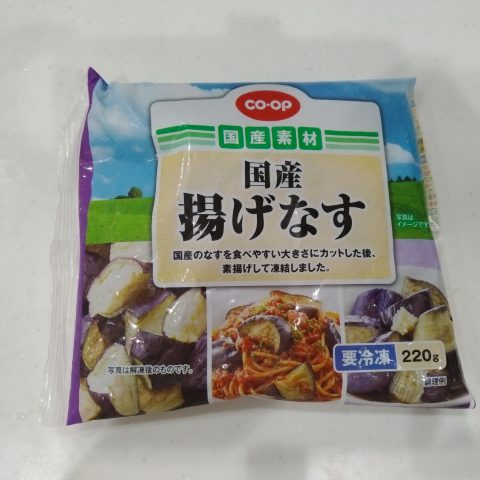 CO·OP
国産素材
国産
揚げなす
国産のなすを食べやすい大きさにカットした後、
素揚げして凍結しました。
写真は
イメージです
写真は解凍後のものです。
要冷凍 220g
調理例